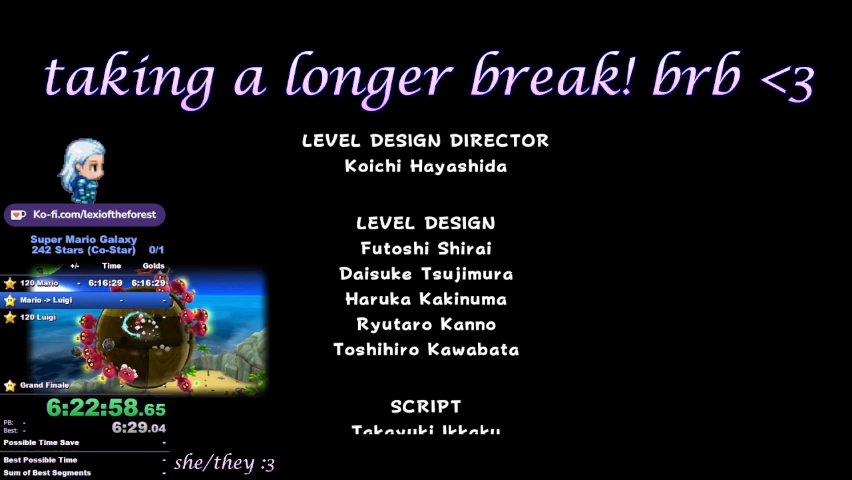 taking a longer break! brb <3
LEVEL DESIGN DIRECTOR
Koichi Hayashida
LEVEL DESIGN
Futoshi Shirai
Daisuke Tsujimura
Haruka Kakinuma
Ryutaro Kanno
Toshihiro Kawabata
SCRIPT
Takayuki Ikkaku
Ko-fi.com/lexioftheforest
Super Mario Galaxy
242 Stars (Co-Star) 0/1
+/- Time Golds
120 Mario - 6:16:29 6:16:29
Mario -> Luigi - -
120 Luigi - -
Grand Finale - -
6:22:58.65
PB: -
Best: - 6:29.04
Possible Time Save -
Best Possible Time -
Sum of Best Segments -
she/they :3